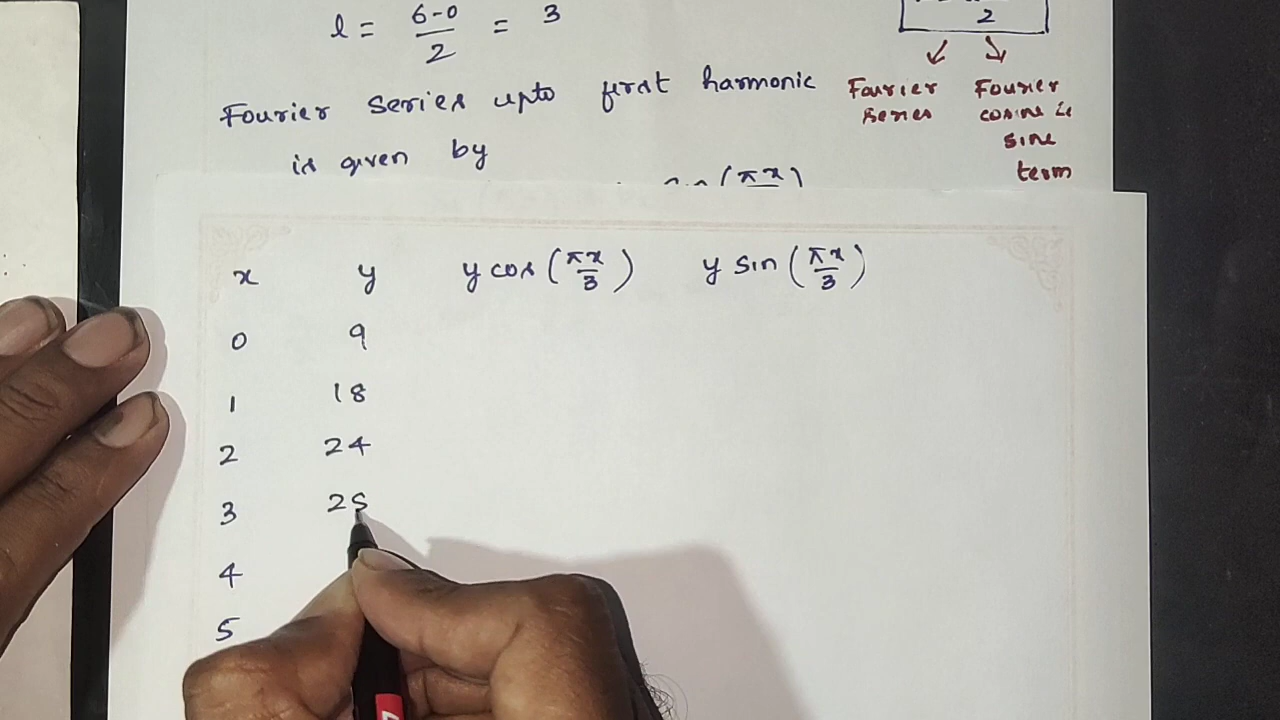 l = 6-0/2 = 3
2
Fourier series upto first harmonic
is given by
Fourier series
Fourier cosine & sine term
(πx)
x y y cos (πx/3) y sin (πx/3)
0 9
1 18
2 24
3 28
4
5